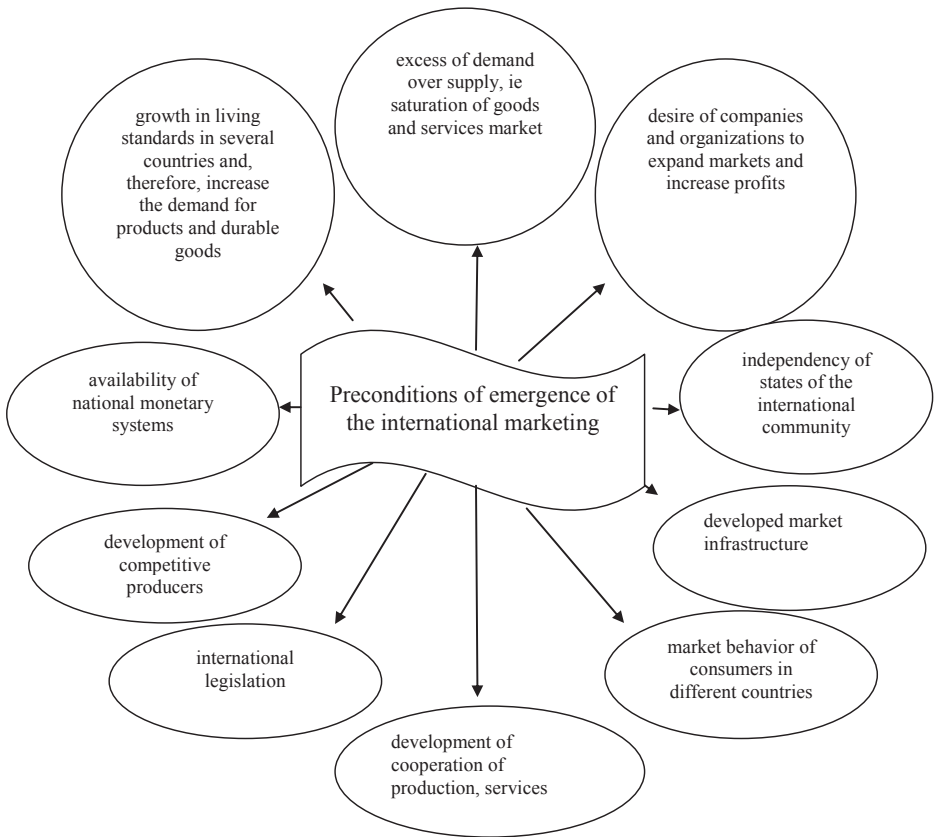 excess of demand
over supply, ie
saturation of goods
and services market
growth in living
standards in several
countries and,
therefore, increase
the demand for
products and durable
goods
desire of companies
and organizations to
expand markets and
increase profits
availability of
national monetary
systems
Preconditions of emergence of
the international marketing
independency of
states of the
international
community
development of
competitive
producers
developed market
infrastructure
international
legislation
market behavior of
consumers in
different countries
development of
cooperation of
production, services